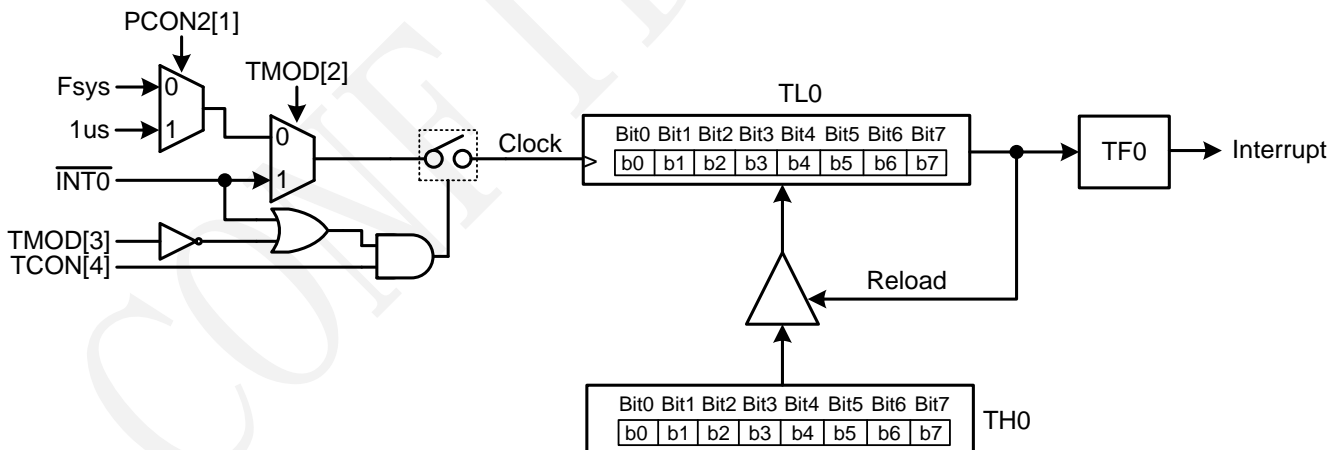 PCON2[1]
Fsys
0
1us
1
TMOD[2]
0
1
INT0
TMOD[3]
TCON[4]
Clock
TL0
Bit0 Bit1 Bit2 Bit3 Bit4 Bit5 Bit6 Bit7
b0 b1 b2 b3 b4 b5 b6 b7
TF0
Interrupt
Reload
Bit0 Bit1 Bit2 Bit3 Bit4 Bit5 Bit6 Bit7
b0 b1 b2 b3 b4 b5 b6 b7
TH0
CONF